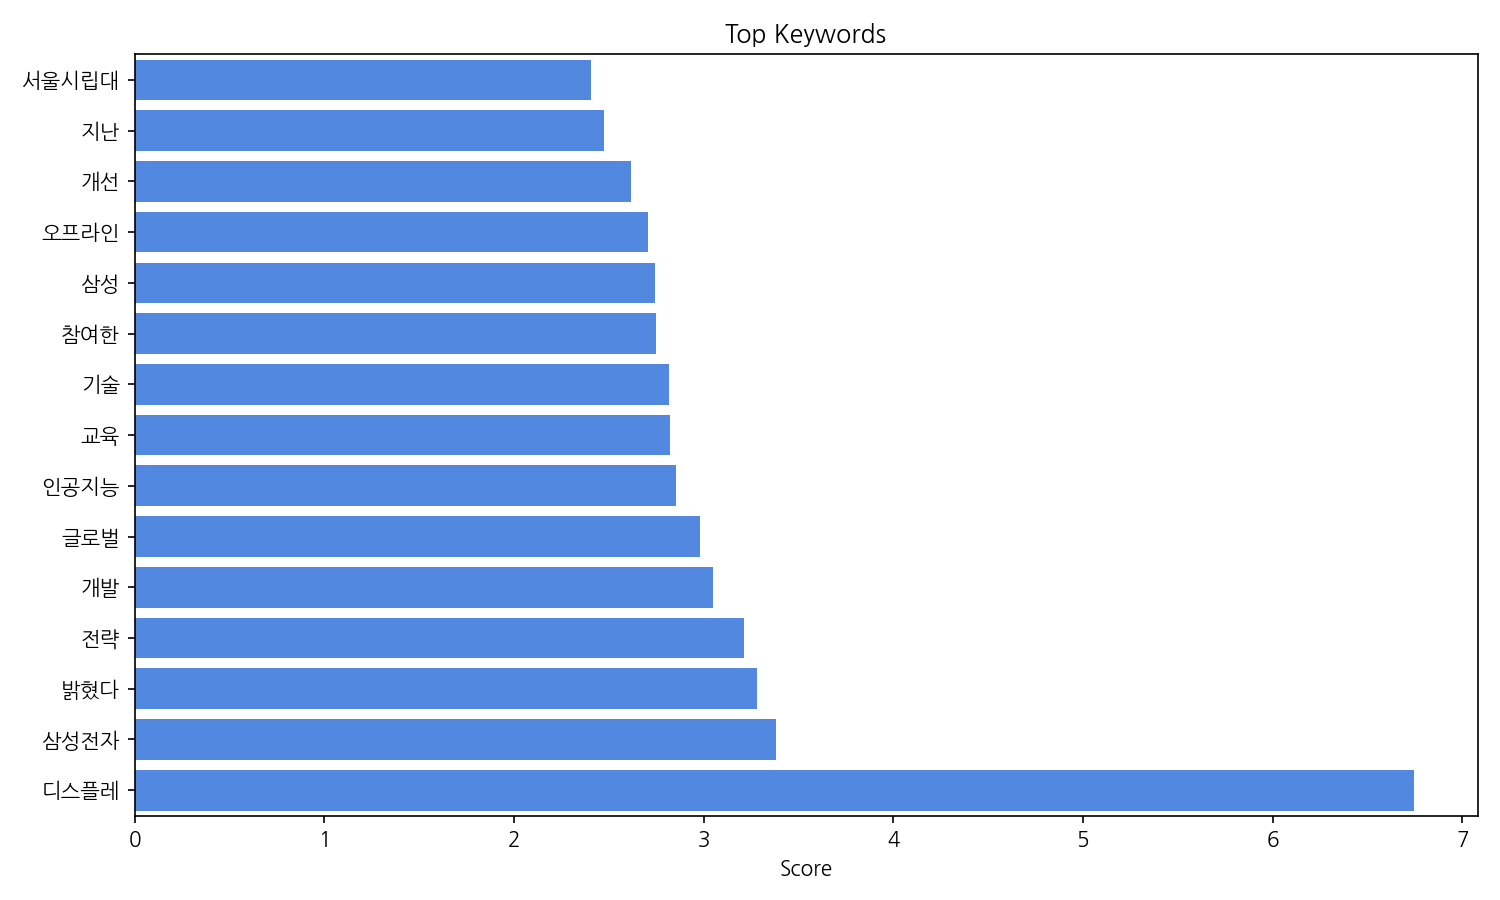 Top Keywords
서울시립대
지난
개선
오프라인
삼성
참여한
기술
교육
인공지능
글로벌
개발
전략
밝혔다
삼성전자
디스플레
0 1 2 3 4 5 6 7
Score